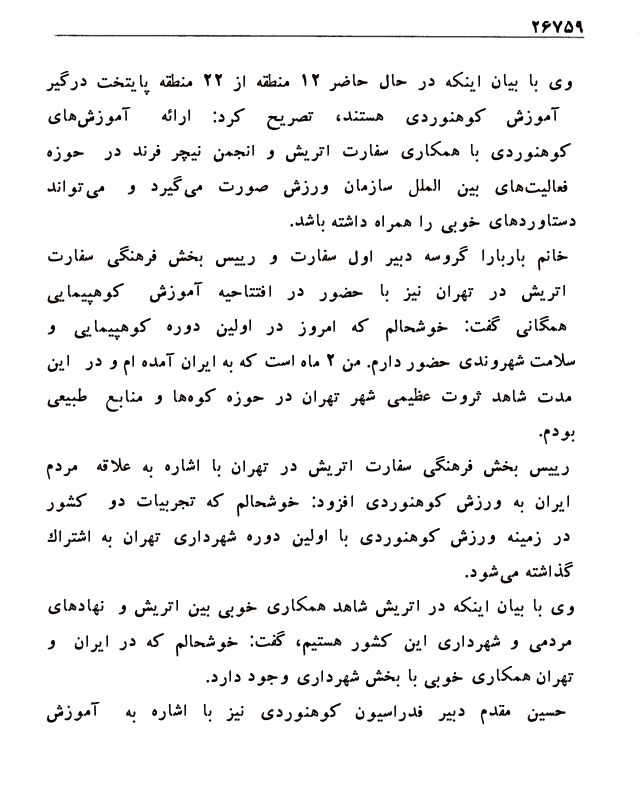 ۲۶۷۵۹
وی با بیان اینکه در حال حاضر ۱۲ منطقه از ۲۲ منطقه پایتخت درگیر
آموزش کوهنوردی هستند، تصریح کرد: ارائه آموزش‌های
کوهنوردی با همکاری سفارت اتریش و انجمن نیچر فرند در حوزه
فعالیت‌های بین الملل سازمان ورزش صورت می‌گیرد و می‌تواند
دستاوردهای خوبی را همراه داشته باشد.
خانم باربارا گروسه دبیر اول سفارت و رییس بخش فرهنگی سفارت
اتریش در تهران نیز با حضور در افتتاحیه آموزش کوهپیمایی
همگانی گفت: خوشحالم که امروز در اولین دوره کوهپیمایی و
سلامت شهروندی حضور دارم. من ۲ ماه است که به ایران آمده ام و در این
مدت شاهد ثروت عظیمی شهر تهران در حوزه کوه‌ها و منابع طبیعی
بودم.
رییس بخش فرهنگی سفارت اتریش در تهران با اشاره به علاقه مردم
ایران به ورزش کوهنوردی افزود: خوشحالم که تجربیات دو کشور
در زمینه ورزش کوهنوردی با اولین دوره شهرداری تهران به اشتراك
گذاشته می‌شود.
وی با بیان اینکه در اتریش شاهد همکاری خوبی بین اتریش و نهادهای
مردمی و شهرداری این کشور هستیم، گفت: خوشحالم که در ایران و
تهران همکاری خوبی با بخش شهرداری وجود دارد.
حسین مقدم دبیر فدراسیون کوهنوردی نیز با اشاره به آموزش